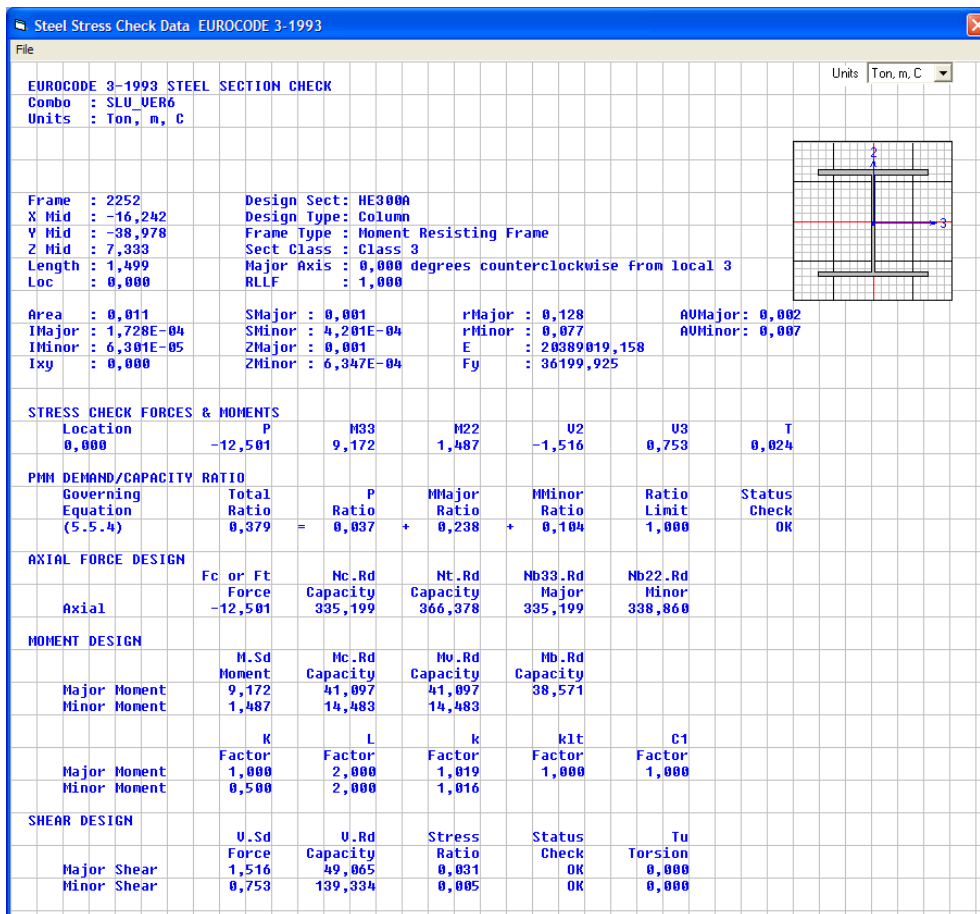 Steel Stress Check Data EUROCODE 3-1993
File
Units Ton, m, C
EUROCODE 3-1993 STEEL SECTION CHECK
Combo : SLU_VER6
Units : Ton, m, C
2
3
Frame : 2252 Design Sect: HE300A
X Mid : -16,242 Design Type: Column
Y Mid : -38,978 Frame Type : Moment Resisting Frame
Z Mid : 7,333 Sect Class : Class 3
Length : 1,499 Major Axis : 0,000 degrees counterclockwise from local 3
Loc : 0,000 RLLF : 1,000
Area : 0,011 SMajor : 0,001 rMajor : 0,128 AVMajor: 0,002
IMajor : 1,728E-04 SMinor : 4,201E-04 rMinor : 0,077 AVMinor: 0,007
IMinor : 6,301E-05 ZMajor : 0,001 E : 20389019,158
Ixy : 0,000 ZMinor : 6,347E-04 Fy : 36199,925
STRESS CHECK FORCES & MOMENTS
Location P M33 M22 V2 V3 T
0,000 -12,501 9,172 1,487 -1,516 0,753 0,024
PMM DEMAND/CAPACITY RATIO
Governing Total P MMajor MMinor Ratio Status
Equation Ratio Ratio Ratio Ratio Limit Check
(5.5.4) 0,379 = 0,037 + 0,238 + 0,104 1,000 OK
AXIAL FORCE DESIGN
Fc or Ft Nc.Rd Nt.Rd Nb33.Rd Nb22.Rd
Force Capacity Capacity Major Minor
Axial -12,501 335,199 366,378 335,199 338,860
MOMENT DESIGN
M.Sd Mc.Rd Mv.Rd Mb.Rd
Moment Capacity Capacity Capacity
Major Moment 9,172 41,097 41,097 38,571
Minor Moment 1,487 14,483 14,483
K L k klt C1
Factor Factor Factor Factor Factor
Major Moment 1,000 2,000 1,019 1,000 1,000
Minor Moment 0,500 2,000 1,016
SHEAR DESIGN
V.Sd V.Rd Stress Status Tu
Force Capacity Ratio Check Torsion
Major Shear 1,516 49,065 0,031 OK 0,000
Minor Shear 0,753 139,334 0,005 OK 0,000